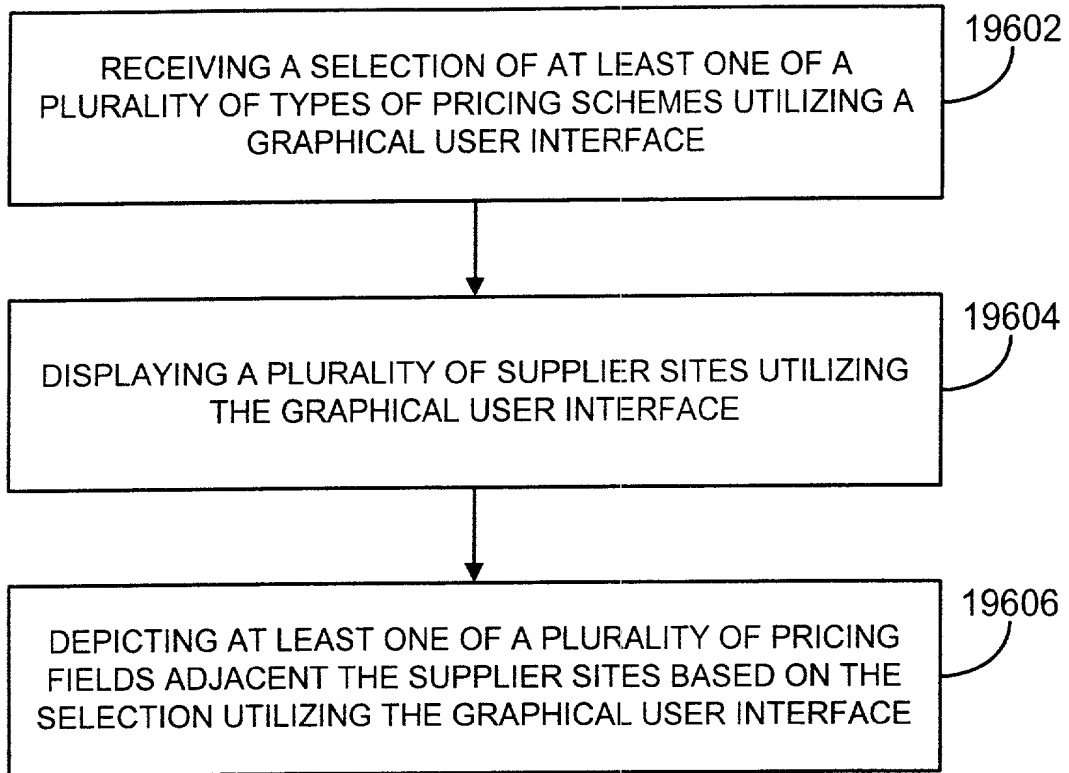 19602
RECEIVING A SELECTION OF AT LEAST ONE OF A
PLURALITY OF TYPES OF PRICING SCHEMES UTILIZING A
GRAPHICAL USER INTERFACE
19604
DISPLAYING A PLURALITY OF SUPPLIER SITES UTILIZING
THE GRAPHICAL USER INTERFACE
19606
DEPICTING AT LEAST ONE OF A PLURALITY OF PRICING
FIELDS ADJACENT THE SUPPLIER SITES BASED ON THE
SELECTION UTILIZING THE GRAPHICAL USER INTERFACE